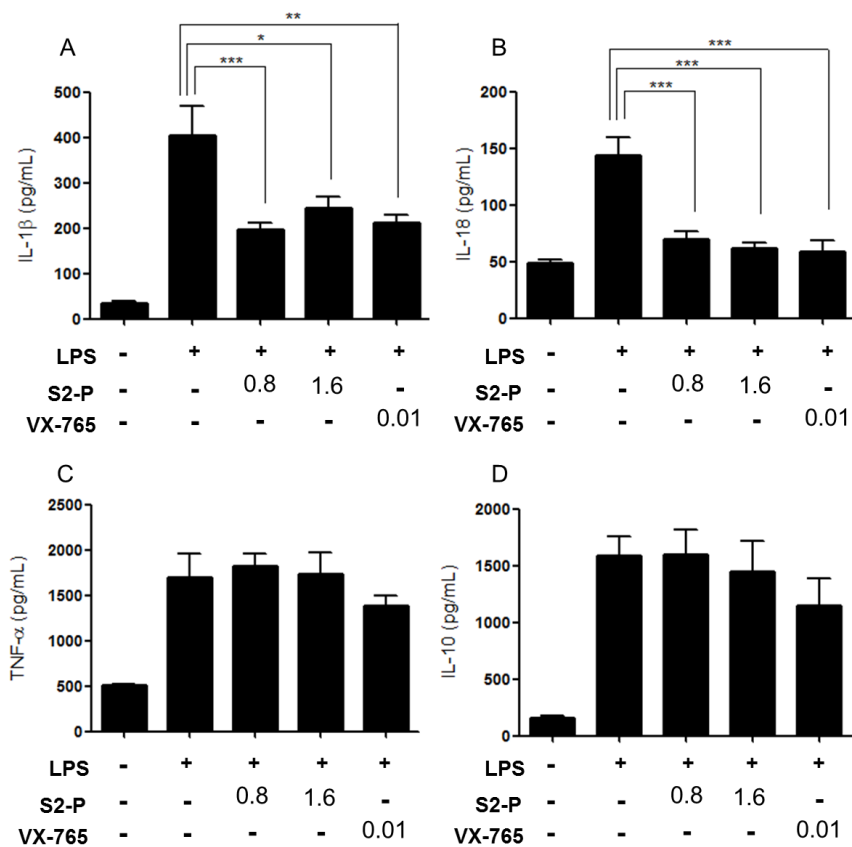 A
**
*
***
500
400
300
200
100
0
IL-1β (pg/mL)
LPS - + + + +
S2-P - - 0.8 1.6 -
VX-765 - - - - 0.01
B
***
***
***
200
150
100
50
0
IL-18 (pg/mL)
LPS - + + + +
S2-P - - 0.8 1.6 -
VX-765 - - - - 0.01
C
2500
2000
1500
1000
500
0
TNF-α (pg/mL)
LPS - + + + +
S2-P - - 0.8 1.6 -
VX-765 - - - - 0.01
D
2000
1500
1000
500
0
IL-10 (pg/mL)
LPS - + + + +
S2-P - - 0.8 1.6 -
VX-765 - - - - 0.01